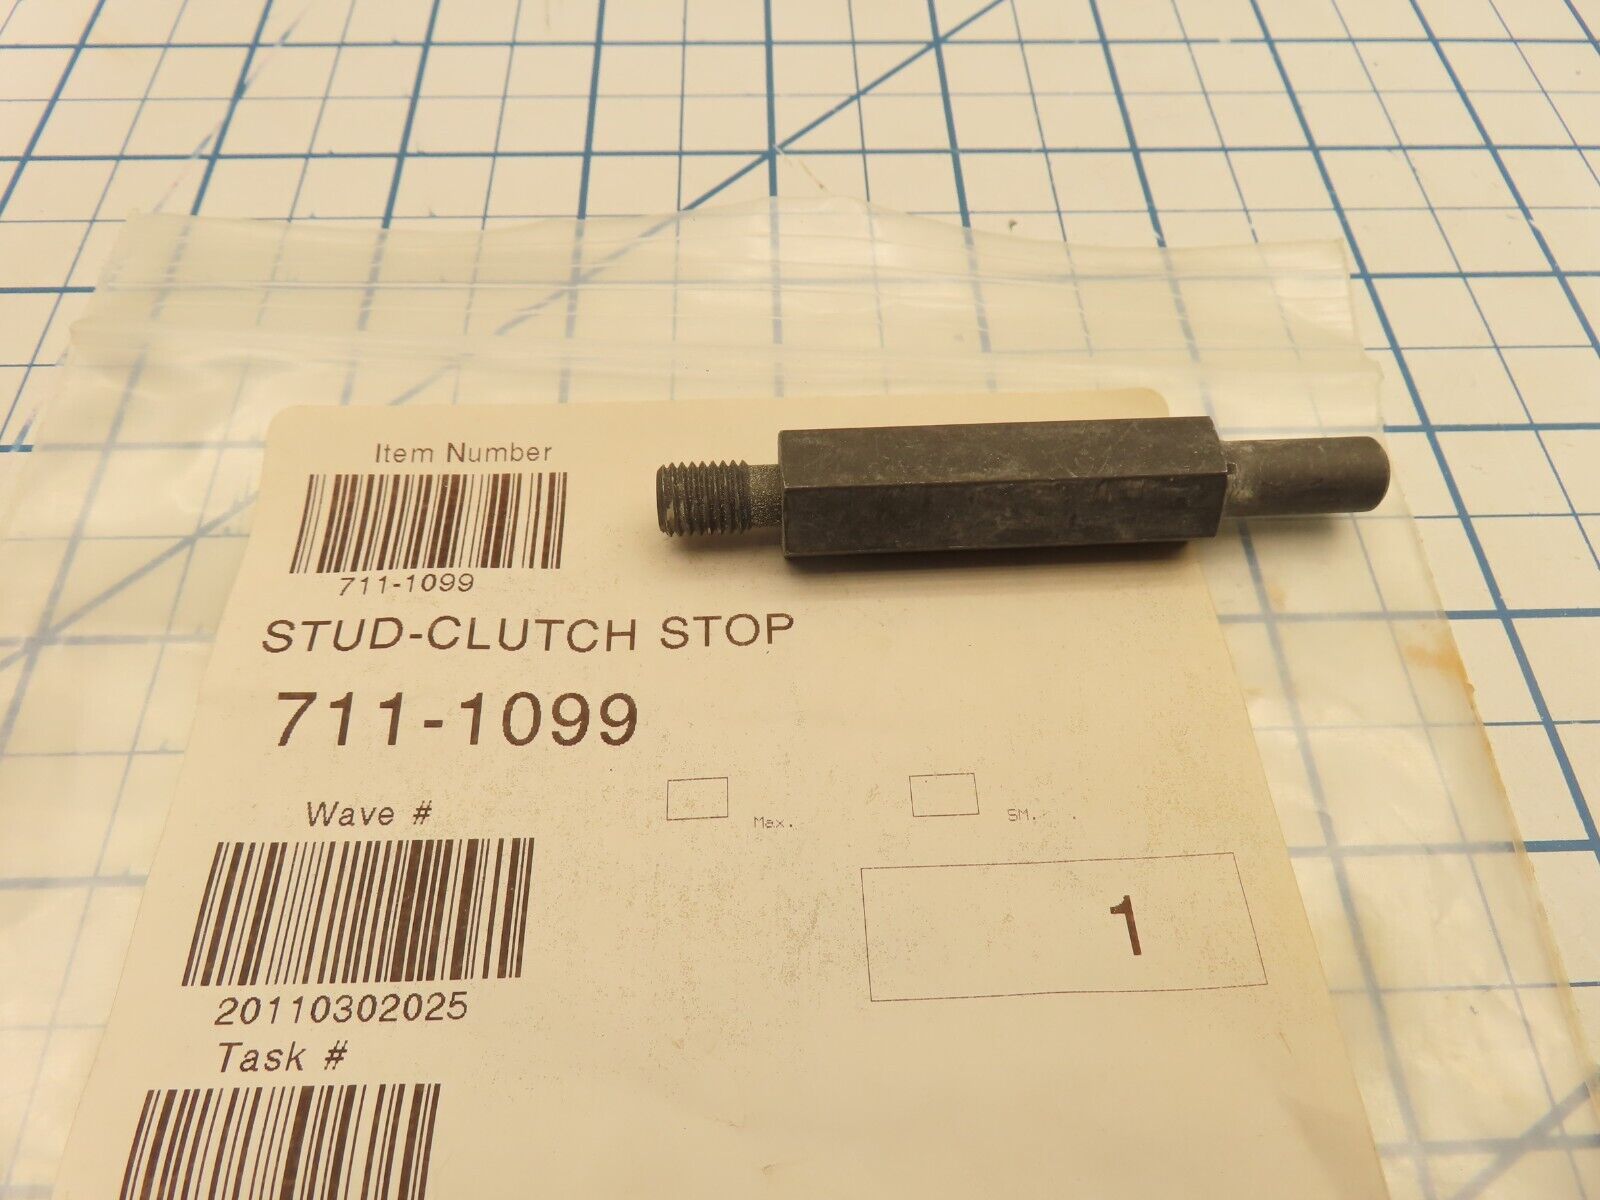 Item Number
711-1099
STUD-CLUTCH STOP
711-1099
Wave #
Max.
SM.
1
20110302025
Task #